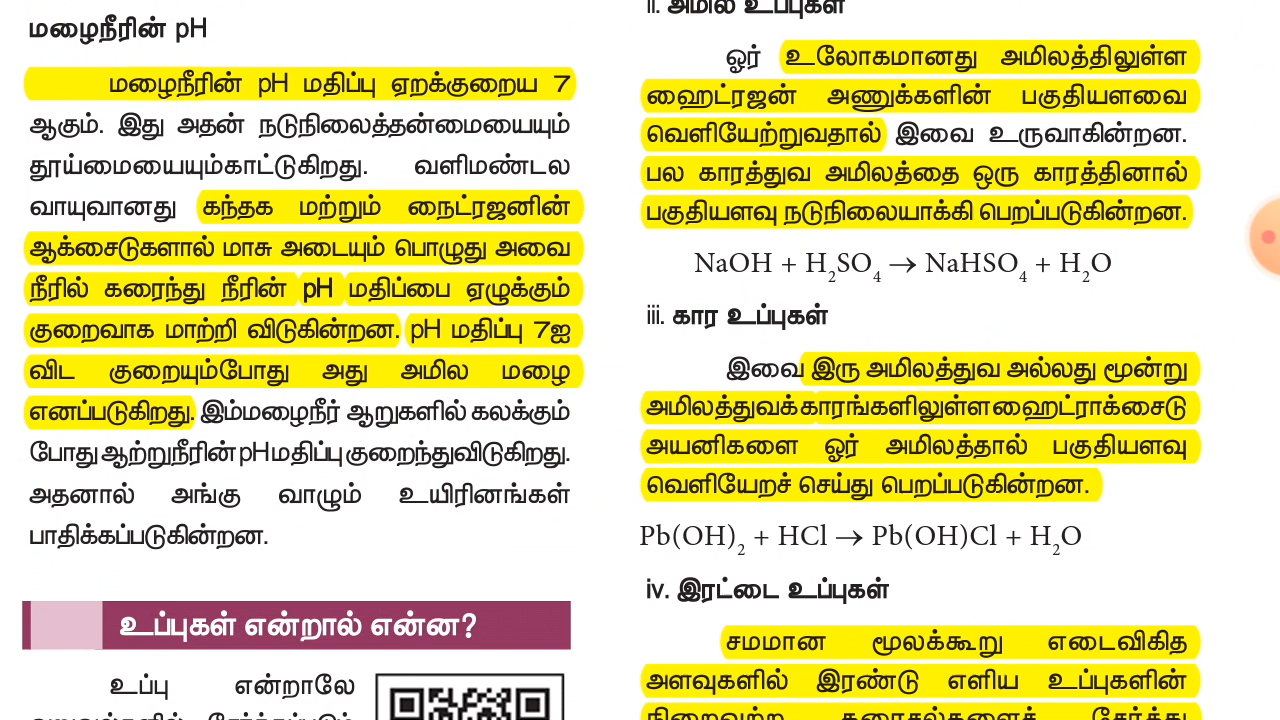 மழைநீரின் pH
மழைநீரின் pH மதிப்பு ஏறக்குறைய 7
ஆகும். இது அதன் நடுநிலைத்தன்மையையும்
தூய்மையையும்காட்டுகிறது. வளிமண்டல
வாயுவானது கந்தக மற்றும் நைட்ரஜனின்
ஆக்சைடுகளால் மாசு அடையும் பொழுது அவை
நீரில் கரைந்து நீரின் pH மதிப்பை ஏழுக்கும்
குறைவாக மாற்றி விடுகின்றன. pH மதிப்பு 7ஐ
விட குறையும்போது அது அமில மழை
எனப்படுகிறது. இம்மழைநீர் ஆறுகளில் கலக்கும்
போது ஆற்றுநீரின் pH மதிப்பு குறைந்துவிடுகிறது.
அதனால் அங்கு வாழும் உயிரினங்கள்
பாதிக்கப்படுகின்றன.
உப்புகள் என்றால் என்ன?
உப்பு என்றாலே
ii. அமில உப்புகள்
ஓர் உலோகமானது அமிலத்திலுள்ள
ஹைட்ரஜன் அணுக்களின் பகுதியளவை
வெளியேற்றுவதால் இவை உருவாகின்றன.
பல காரத்துவ அமிலத்தை ஒரு காரத்தினால்
பகுதியளவு நடுநிலையாக்கி பெறப்படுகின்றன.
NaOH + H₂SO₄ → NaHSO₄ + H₂O
iii. கார உப்புகள்
இவை இரு அமிலத்துவ அல்லது மூன்று
அமிலத்துவக்காரங்களிலுள்ளஹைட்ராக்சைடு
அயனிகளை ஓர் அமிலத்தால் பகுதியளவு
வெளியேறச் செய்து பெறப்படுகின்றன.
Pb(OH)₂ + HCl → Pb(OH)Cl + H₂O
iv. இரட்டை உப்புகள்
சமமான மூலக்கூறு எடைவிகித
அளவுகளில் இரண்டு எளிய உப்புகளின்